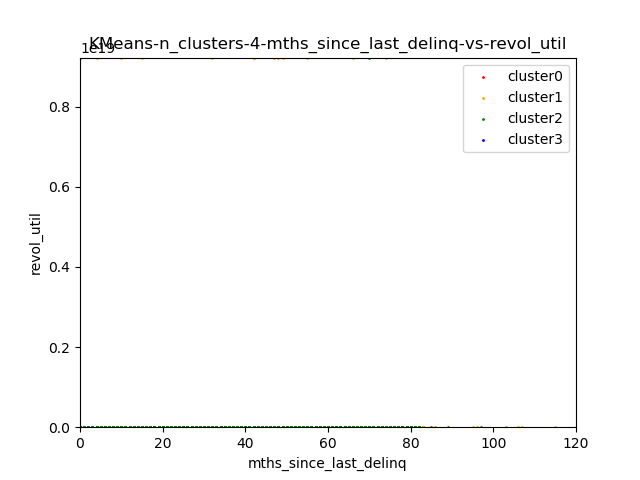 KMeans-n_clusters-4-mths_since_last_delinq-vs-revol_util
1e19
cluster0
cluster1
cluster2
cluster3
0.8
0.6
0.4
0.2
0.0
revol_util
0 20 40 60 80 100 120
mths_since_last_delinq